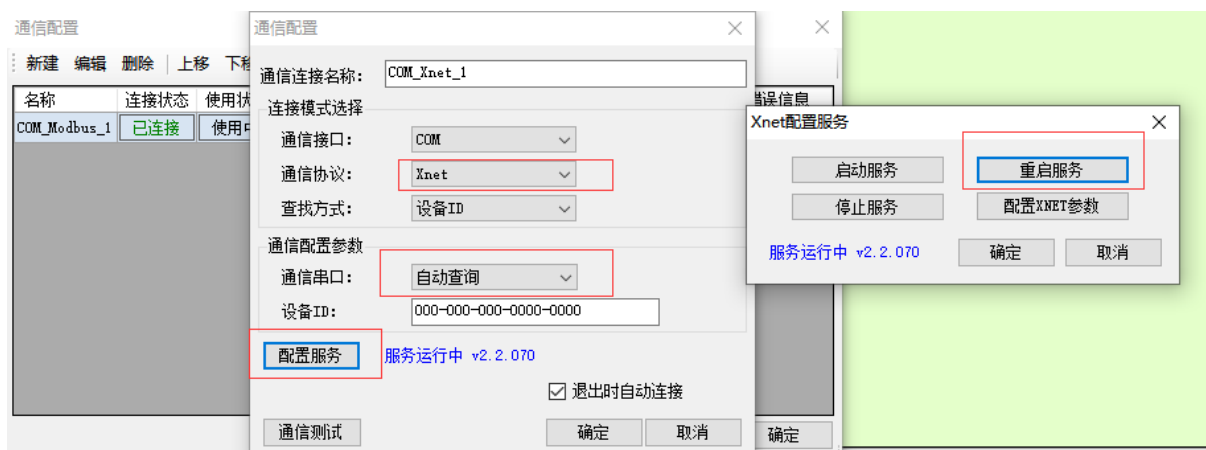 通信配置
新建 编辑 删除 上移 下移
名称 连接状态 使用状
COM_Modbus_1 已连接 使用中
错误信息
确定
通信配置
通信连接名称: COM_Xnet_1
连接模式选择
通信接口: COM
通信协议: Xnet
查找方式: 设备ID
通信配置参数
通信串口: 自动查询
设备ID: 000-000-000-0000-0000
配置服务 服务运行中 v2.2.070
退出时自动连接
通信测试 确定 取消
Xnet配置服务
启动服务 重启服务
停止服务 配置XNET参数
服务运行中 v2.2.070 确定 取消